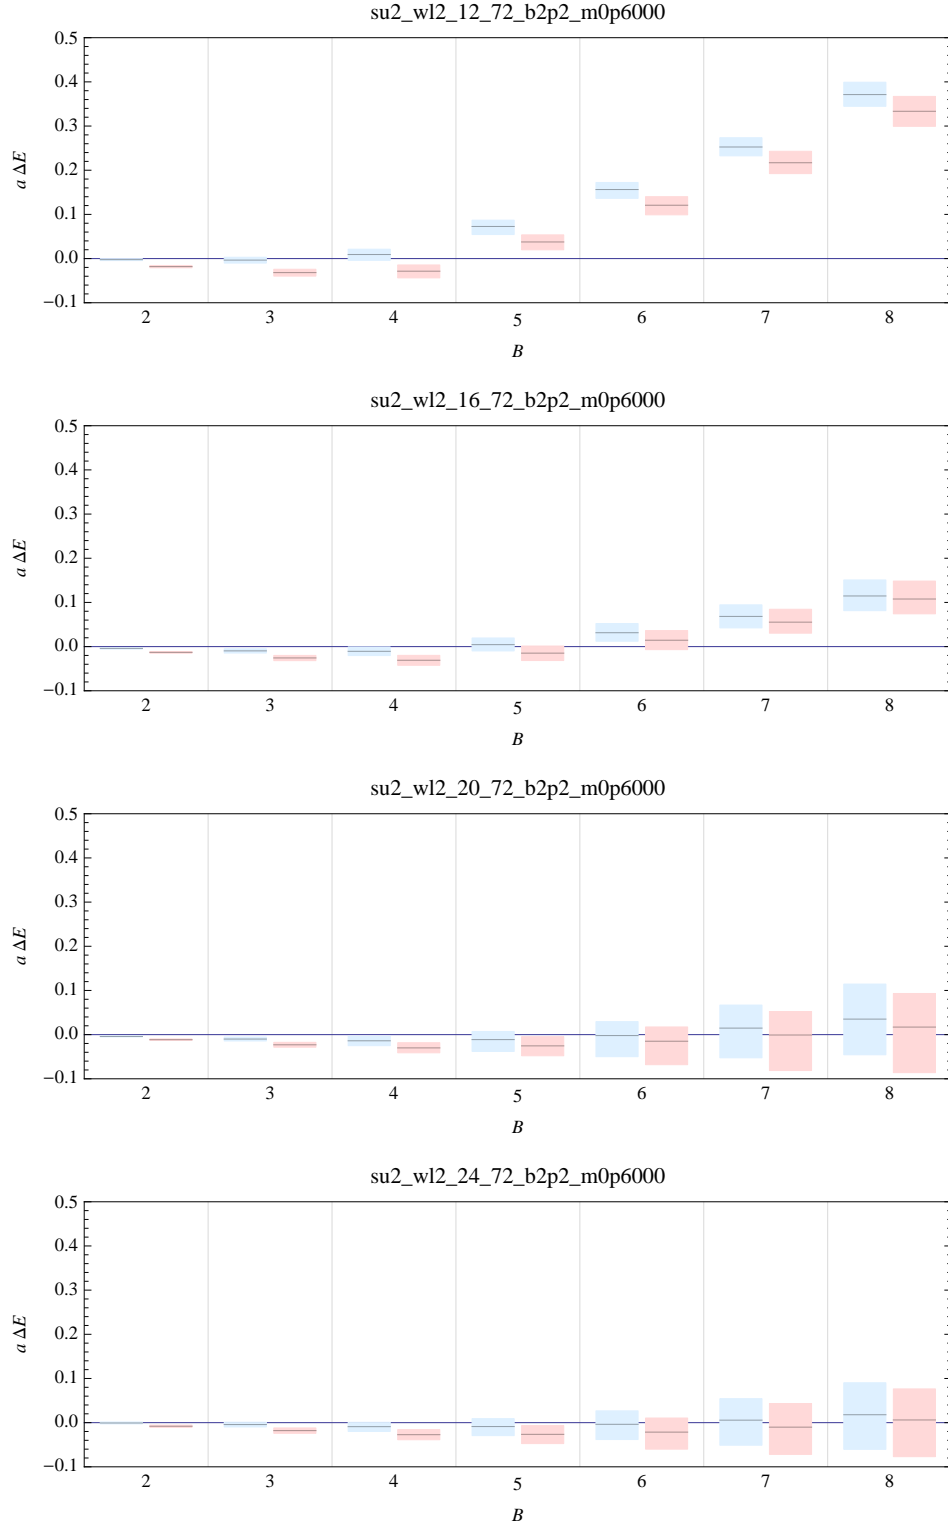 su2_wl2_12_72_b2p2_m0p6000
0.5
0.4
0.3
a ΔE
0.2
0.1
0.0
−0.1
2 3 4 5 6 7 8
B
su2_wl2_16_72_b2p2_m0p6000
0.5
0.4
0.3
a ΔE
0.2
0.1
0.0
−0.1
2 3 4 5 6 7 8
B
su2_wl2_20_72_b2p2_m0p6000
0.5
0.4
0.3
a ΔE
0.2
0.1
0.0
−0.1
2 3 4 5 6 7 8
B
su2_wl2_24_72_b2p2_m0p6000
0.5
0.4
0.3
a ΔE
0.2
0.1
0.0
−0.1
2 3 4 5 6 7 8
B